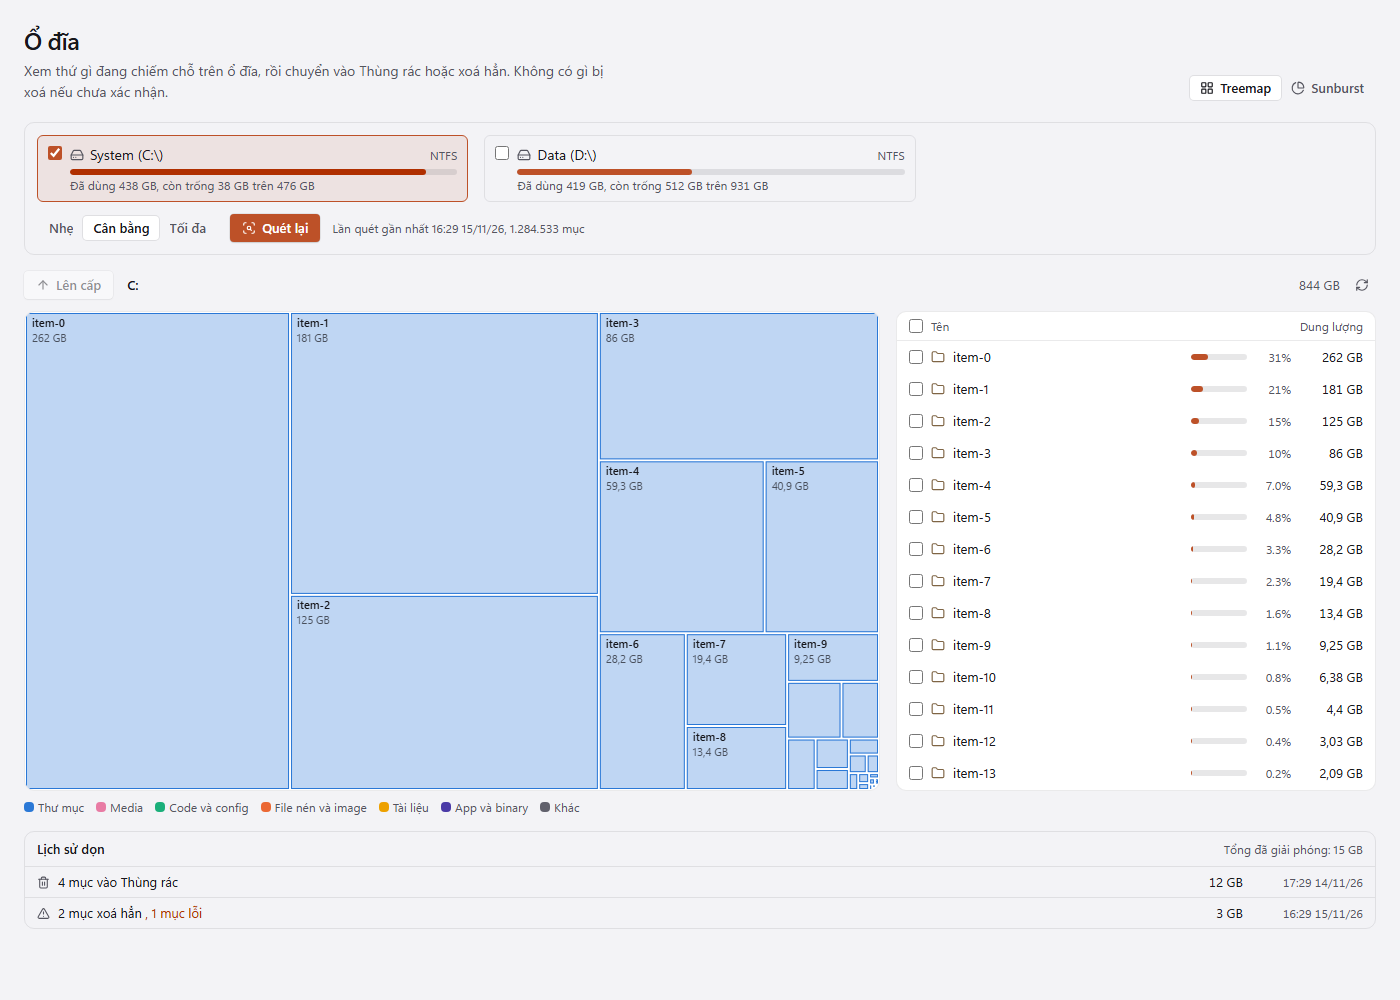 Ổ đĩa
Xem thứ gì đang chiếm chỗ trên ổ đĩa, rồi chuyển vào Thùng rác hoặc xoá hẳn. Không có gì bị
xoá nếu chưa xác nhận.
Treemap
Sunburst
System (C:\)
NTFS
Đã dùng 438 GB, còn trống 38 GB trên 476 GB
Data (D:\)
NTFS
Đã dùng 419 GB, còn trống 512 GB trên 931 GB
Nhẹ
Cân bằng
Tối đa
Quét lại
Lần quét gần nhất 16:29 15/11/26, 1.284.533 mục
Lên cấp
C:
844 GB
item-0
262 GB
item-1
181 GB
item-2
125 GB
item-3
86 GB
item-4
59,3 GB
item-5
40,9 GB
item-6
28,2 GB
item-7
19,4 GB
item-8
13,4 GB
item-9
9,25 GB
Tên
Dung lượng
item-0 31% 262 GB
item-1 21% 181 GB
item-2 15% 125 GB
item-3 10% 86 GB
item-4 7.0% 59,3 GB
item-5 4.8% 40,9 GB
item-6 3.3% 28,2 GB
item-7 2.3% 19,4 GB
item-8 1.6% 13,4 GB
item-9 1.1% 9,25 GB
item-10 0.8% 6,38 GB
item-11 0.5% 4,4 GB
item-12 0.4% 3,03 GB
item-13 0.2% 2,09 GB
Thư mục
Media
Code và config
File nén và image
Tài liệu
App và binary
Khác
Lịch sử dọn
Tổng đã giải phóng: 15 GB
4 mục vào Thùng rác 12 GB 17:29 14/11/26
2 mục xoá hẳn , 1 mục lỗi 3 GB 16:29 15/11/26